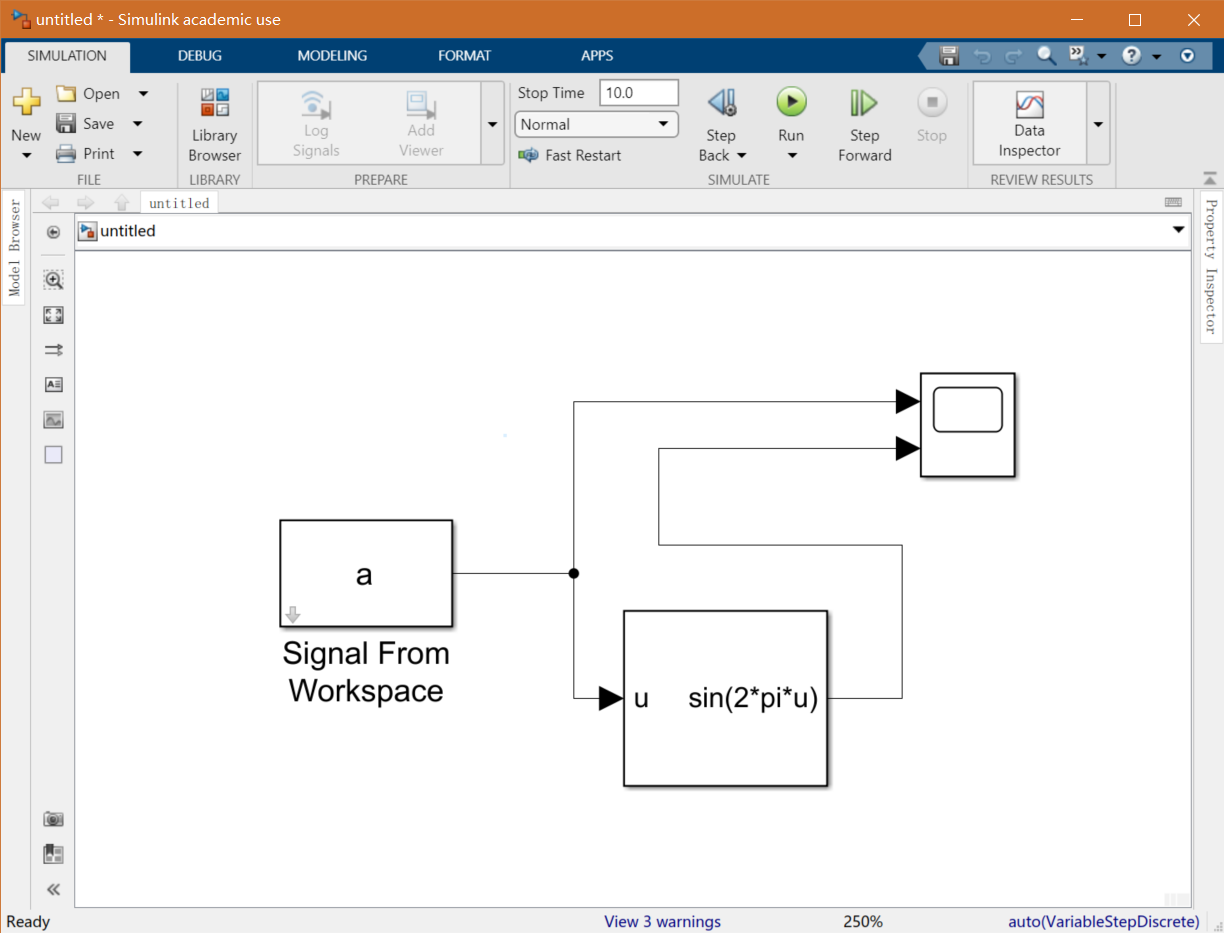 untitled * - Simulink academic use
SIMULATION DEBUG MODELING FORMAT APPS
New
Open
Save
Print
FILE
Library
Browser
LIBRARY
Log
Signals
Add
Viewer
PREPARE
Stop Time 10.0
Normal
Fast Restart
Step
Back
Run
Step
Forward
Stop
SIMULATE
Data
Inspector
REVIEW RESULTS
Model Browser
untitled
untitled
Property Inspector
a
Signal From
Workspace
u sin(2*pi*u)
Ready View 3 warnings 250% auto(VariableStepDiscrete)